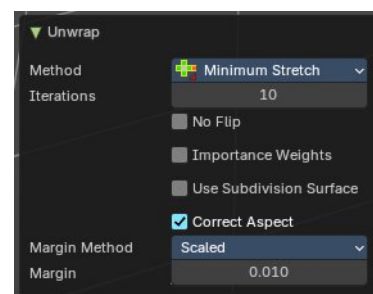 Unwrap
Method Minimum Stretch
Iterations 10
No Flip
Importance Weights
Use Subdivision Surface
Correct Aspect
Margin Method Scaled
Margin 0.010